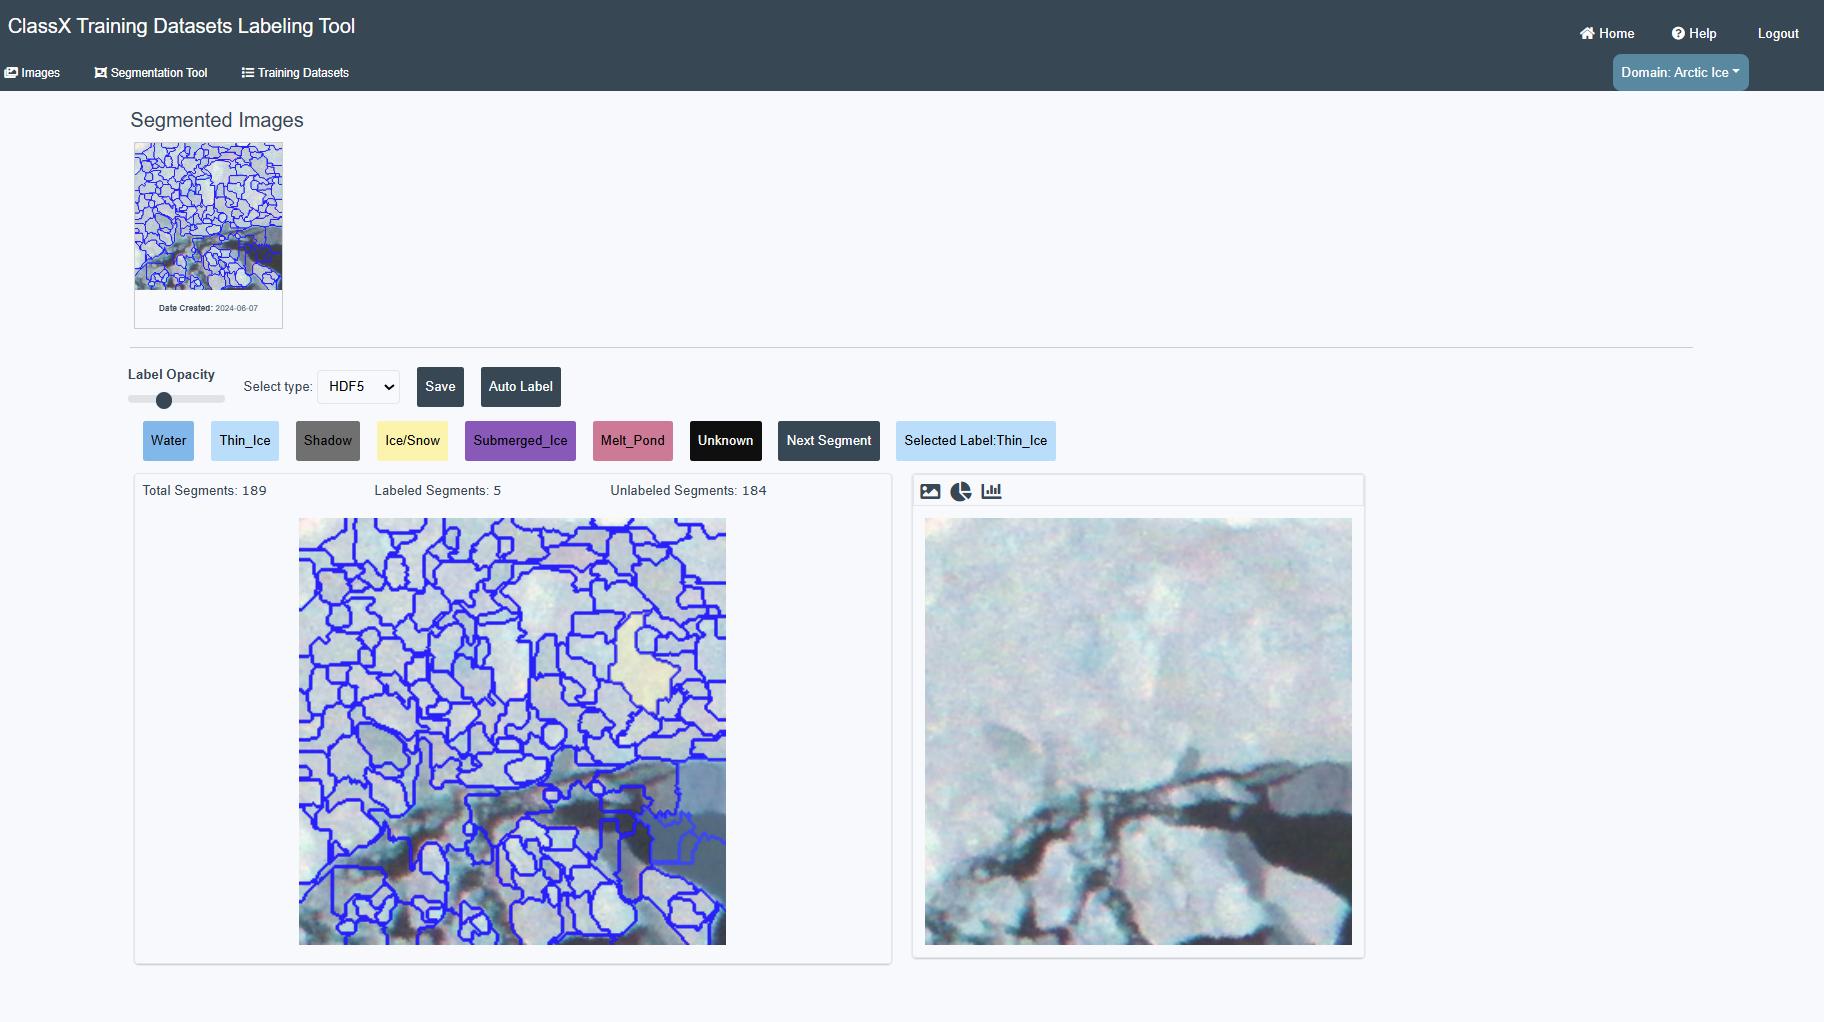 ClassX Training Datasets Labeling Tool
Home Help Logout
Images Segmentation Tool Training Datasets
Domain: Arctic Ice
Segmented Images
Date Created: 2024-06-07
Label Opacity
Select type: HDF5 Save Auto Label
Water Thin_Ice Shadow Ice/Snow Submerged_Ice Melt_Pond Unknown Next Segment Selected Label:Thin_Ice
Total Segments: 189 Labeled Segments: 5 Unlabeled Segments: 184